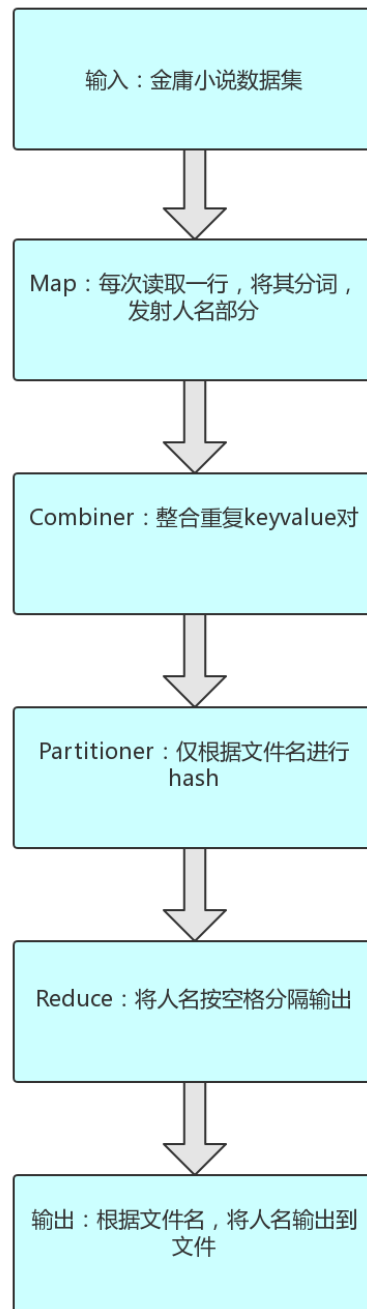 输入：金庸小说数据集
Map：每次读取一行，将其分词，
发射人名部分
Combiner：整合重复keyvalue对
Partitioner：仅根据文件名进行
hash
Reduce：将人名按空格分隔输出
输出：根据文件名，将人名输出到
文件